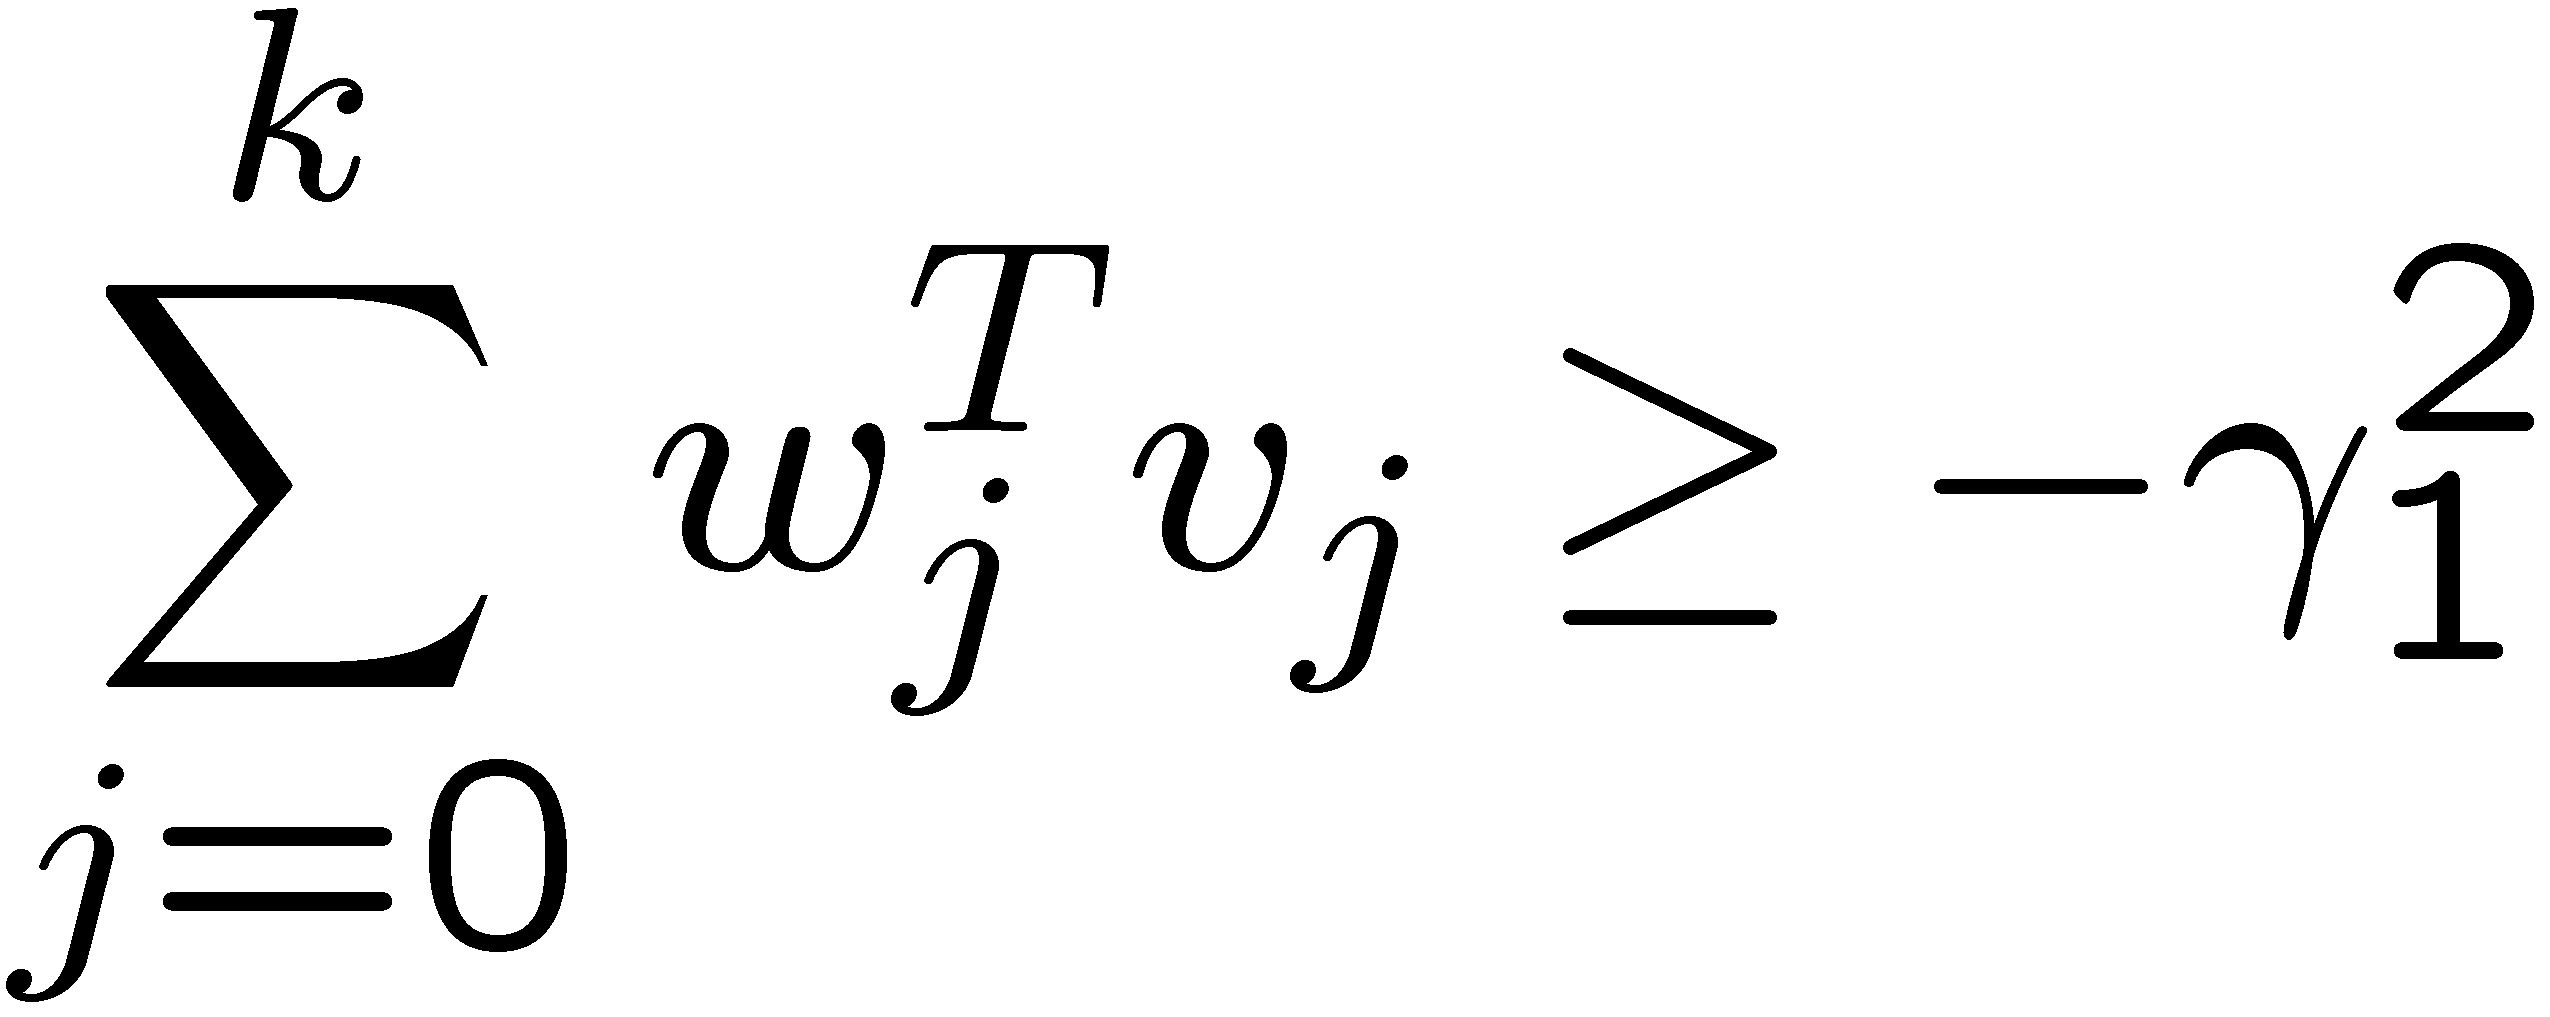 \sum_{j=0}^{k} w_j^T v_j \geq -\gamma_1^2